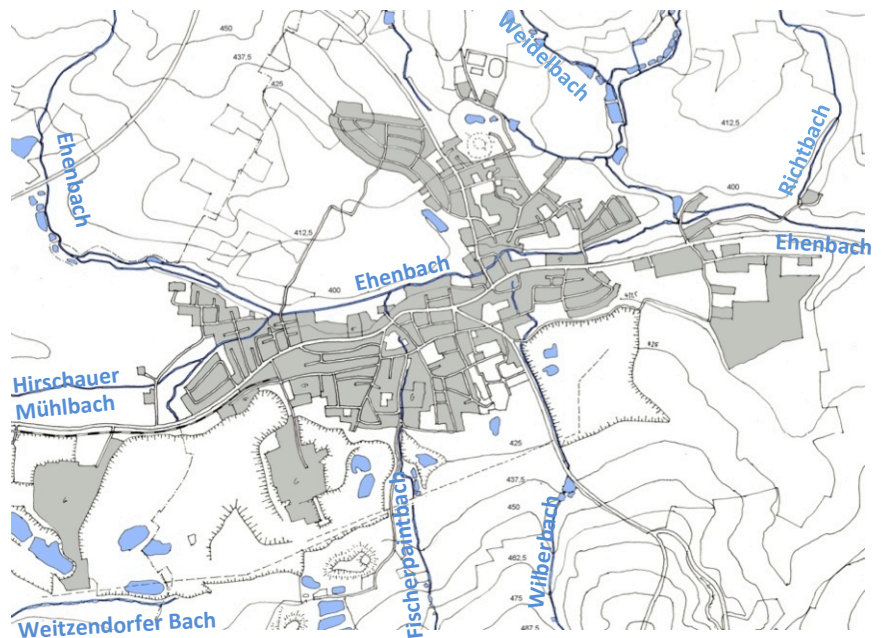 450
437,5
425
Weidelbach
412,5
Richtbach
Ehenbach
400
412,5
Ehenbach
Ehenbach
400
425
Hirschauer
Mühlbach
425
437,5
450
462,5
475
487,5
Fischerpaintbach
Wilberbach
Weitzendorfer Bach